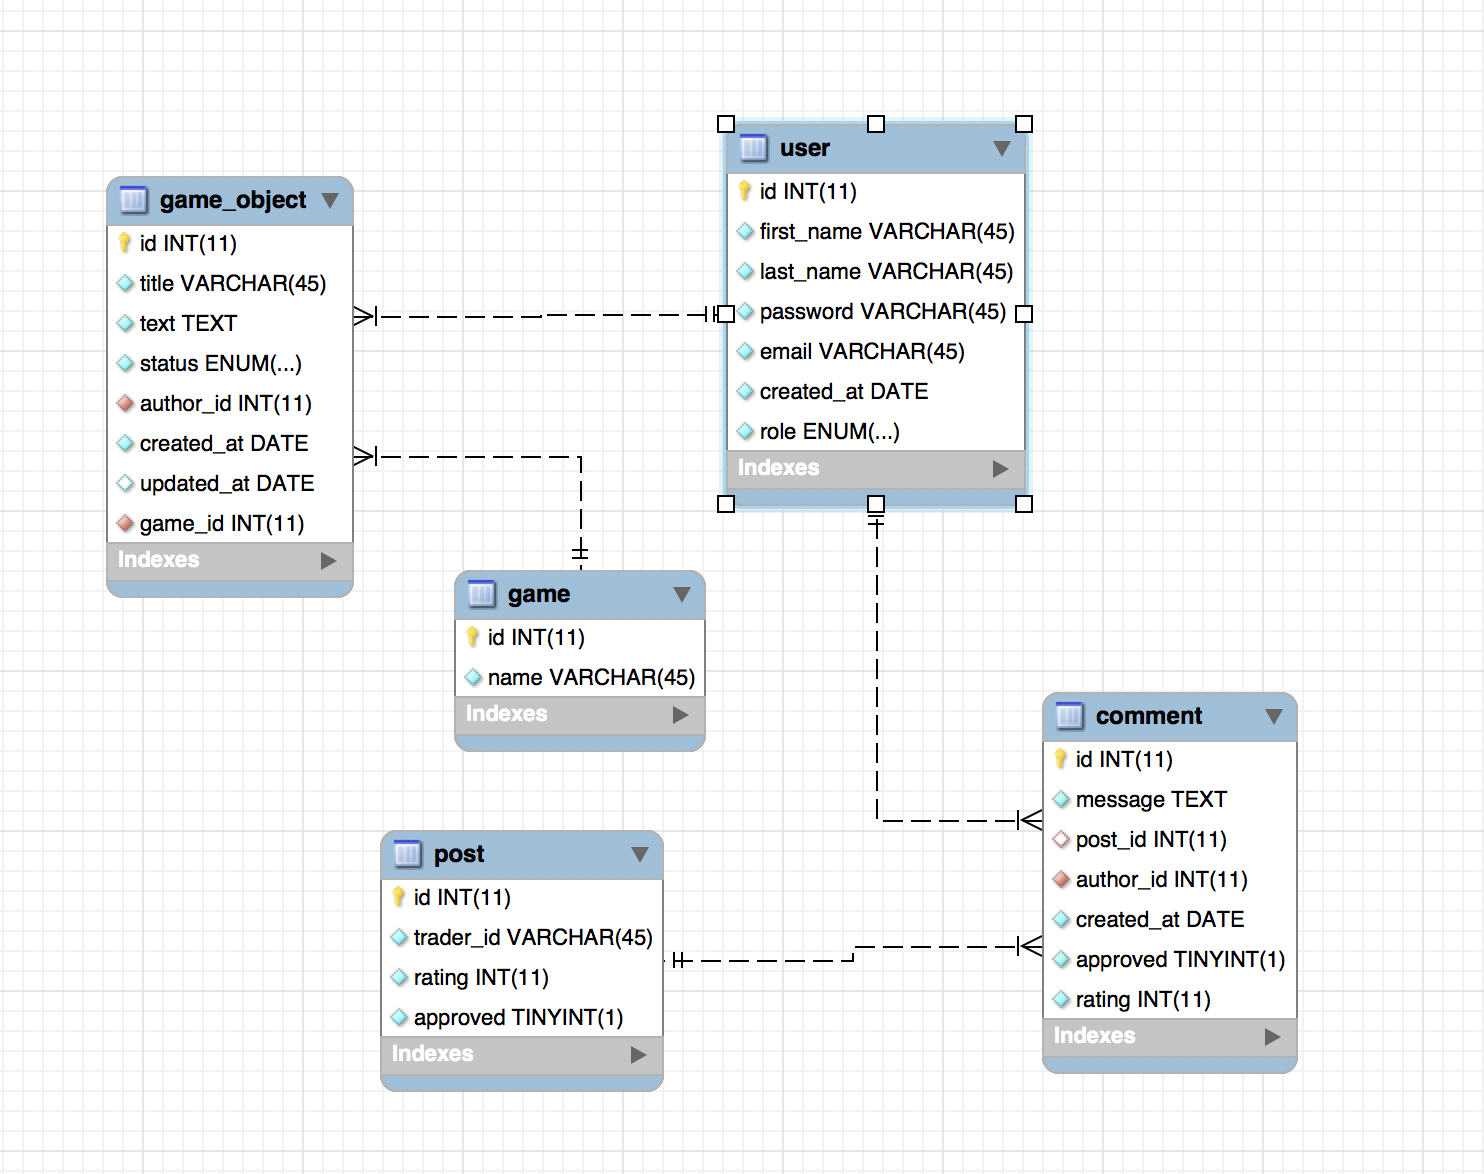 game_object
id INT(11)
title VARCHAR(45)
text TEXT
status ENUM(...)
author_id INT(11)
created_at DATE
updated_at DATE
game_id INT(11)
Indexes
user
id INT(11)
first_name VARCHAR(45)
last_name VARCHAR(45)
password VARCHAR(45)
email VARCHAR(45)
created_at DATE
role ENUM(...)
Indexes
game
id INT(11)
name VARCHAR(45)
Indexes
post
id INT(11)
trader_id VARCHAR(45)
rating INT(11)
approved TINYINT(1)
Indexes
comment
id INT(11)
message TEXT
post_id INT(11)
author_id INT(11)
created_at DATE
approved TINYINT(1)
rating INT(11)
Indexes